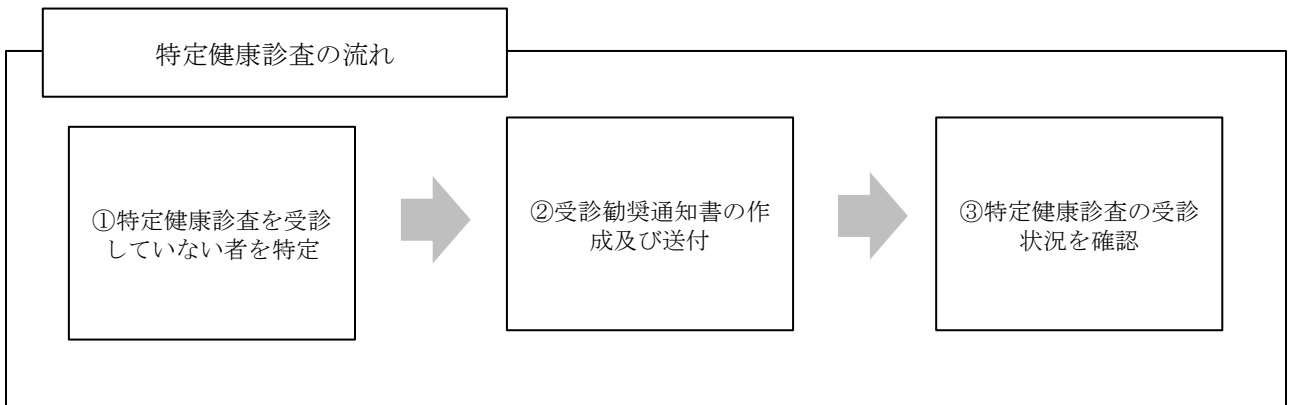 特定健康診査の流れ
①特定健康診査を受診
していない者を特定
②受診勧奨通知書の作
成及び送付
③特定健康診査の受診
状況を確認